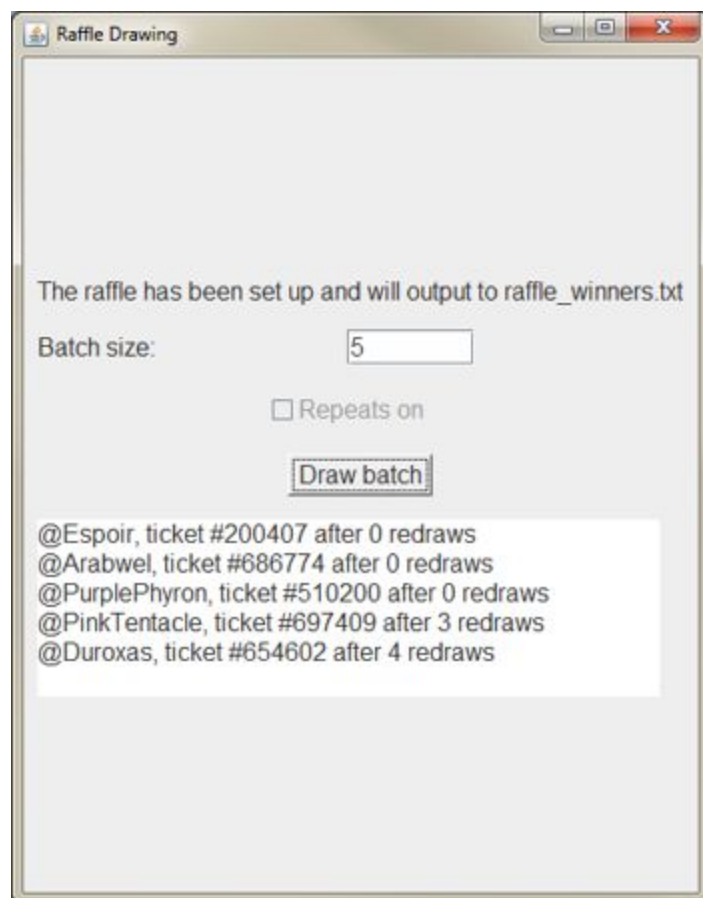 Raffle Drawing
The raffle has been set up and will output to raffle_winners.txt
Batch size: 5
Repeats on
Draw batch
@Espoir, ticket #200407 after 0 redraws
@Arabwel, ticket #686774 after 0 redraws
@PurplePhyron, ticket #510200 after 0 redraws
@PinkTentacle, ticket #697409 after 3 redraws
@Duroxas, ticket #654602 after 4 redraws